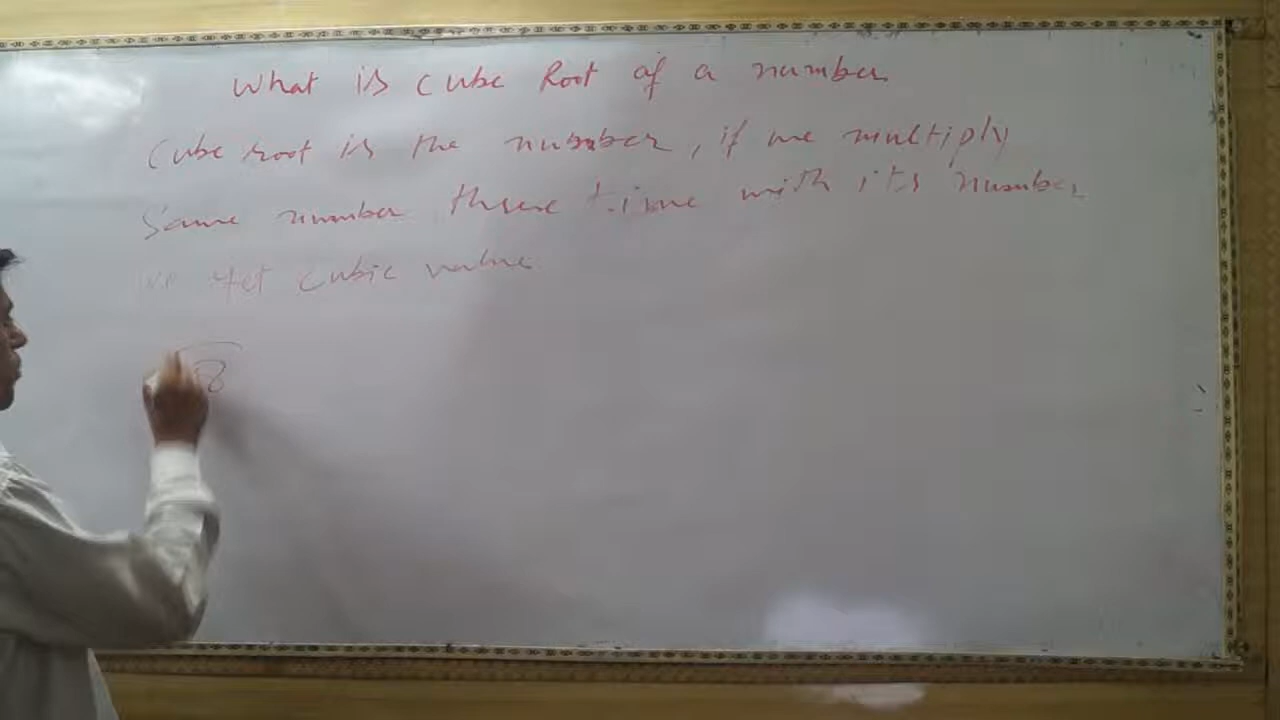 What is cube Root of a number
Cube root is the number, if we multiply
Same number three time with its number
we get cubic value
8